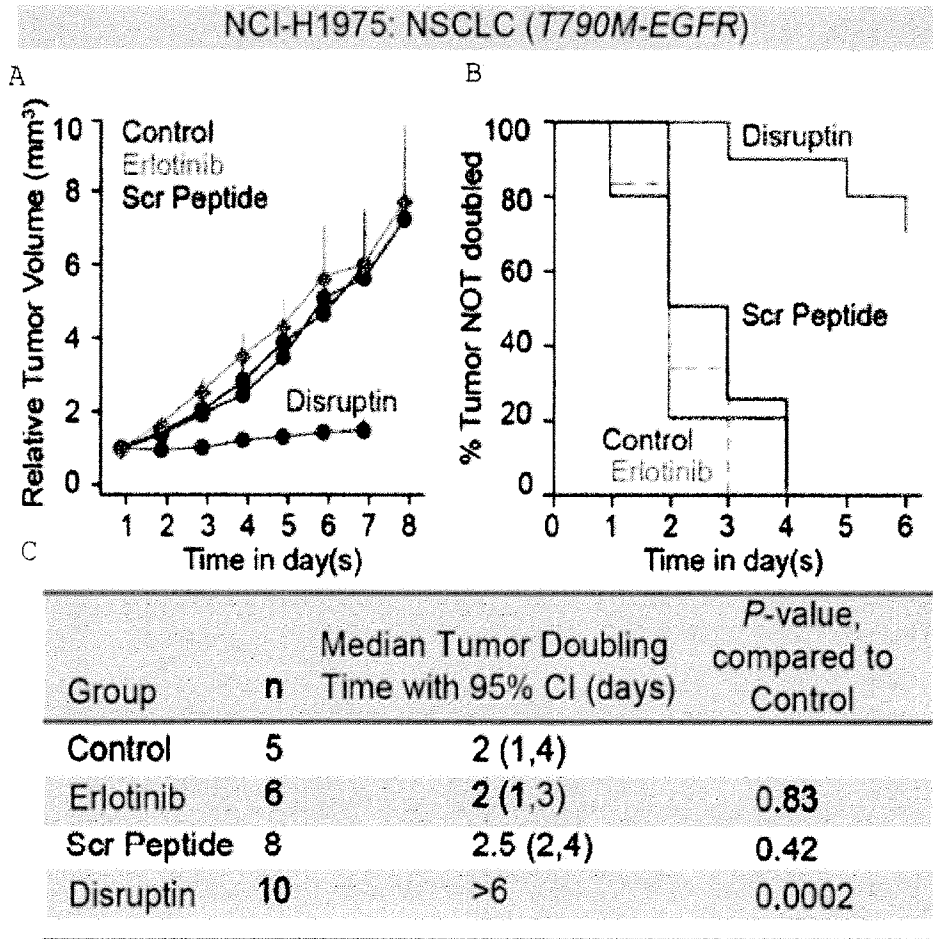 NCI-H1975: NSCLC (T790M-EGFR)
A
Relative Tumor Volume (mm³)
10
8
6
4
2
0
Control
Erlotinib
Scr Peptide
Disruptin
1 2 3 4 5 6 7 8
Time in day(s)
B
% Tumor NOT doubled
100
80
60
40
20
0
Disruptin
Scr Peptide
Control
Erlotinib
0 1 2 3 4 5 6
Time in day(s)
C
Group n Median Tumor Doubling Time with 95% CI (days) P-value, compared to Control
Control 5 2 (1,4)
Erlotinib 6 2 (1,3) 0.83
Scr Peptide 8 2.5 (2,4) 0.42
Disruptin 10 >6 0.0002